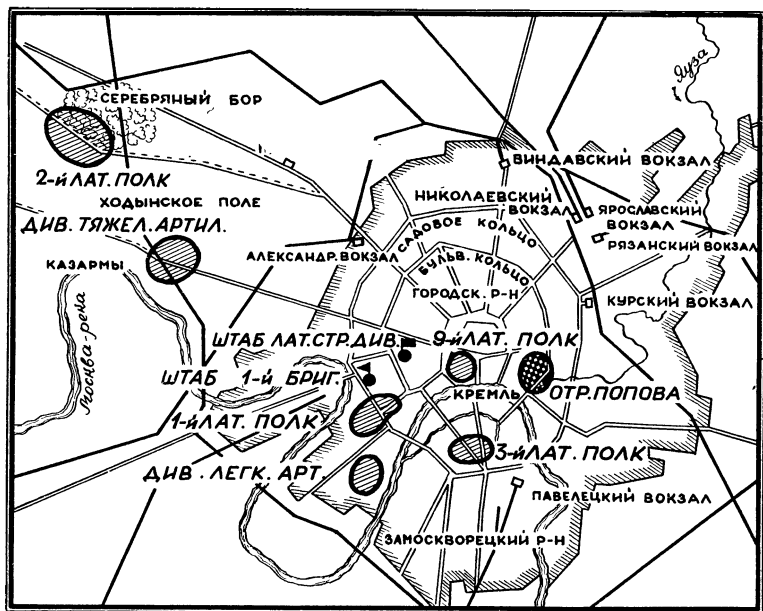 Яуза
СЕРЕБРЯНЫЙ БОР
ВИНДАВСКИЙ ВОКЗАЛ
2-Й ЛАТ. ПОЛК
ХОДЫНСКОЕ ПОЛЕ
НИКОЛАЕВСКИЙ
ВОКЗАЛ
ЯРОСЛАВСКИЙ
ВОКЗАЛ
ДИВ. ТЯЖЕЛ. АРТИЛ.
САДОВОЕ КОЛЬЦО
РЯЗАНСКИЙ ВОКЗАЛ
АЛЕКСАНДР. ВОКЗАЛ
КАЗАРМЫ
БУЛЬВ. КОЛЬЦО
ГОРОДСК. Р-Н
КУРСКИЙ ВОКЗАЛ
Москва-река
ШТАБ ЛАТ. СТР. ДИВ.
9-Й ЛАТ. ПОЛК
ШТАБ 1-Й БРИГ.
КРЕМЛЬ
ОТР. ПОПОВА
1-Й ЛАТ. ПОЛК
3-Й ЛАТ. ПОЛК
ДИВ. ЛЕГК. АРТ.
ПАВЕЛЕЦКИЙ ВОКЗАЛ
ЗАМОСКВОРЕЦКИЙ Р-Н